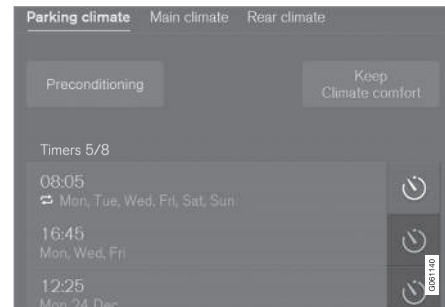 Parking climate Main climate Rear climate
Preconditioning
Keep
Climate comfort
Timers 5/8
08:05
Mon, Tue, Wed, Fri, Sat, Sun
16:45
Mon, Wed, Fri
12:25
Mon 24 Dec
G061140